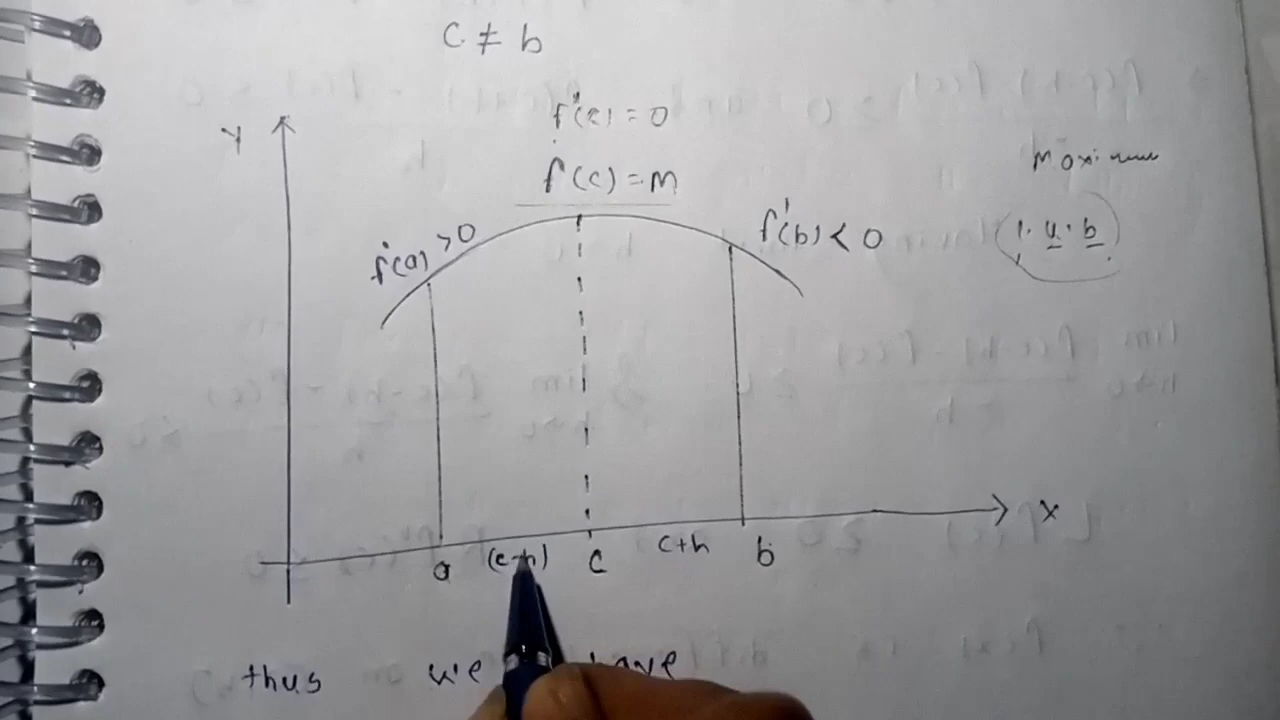 c ≠ b
f'(c) = 0
Y
f(c) = M
Maximum
f'(a) > 0
f'(b) < 0
l. u. b
X
a (c-h) c c+h b
thus we have